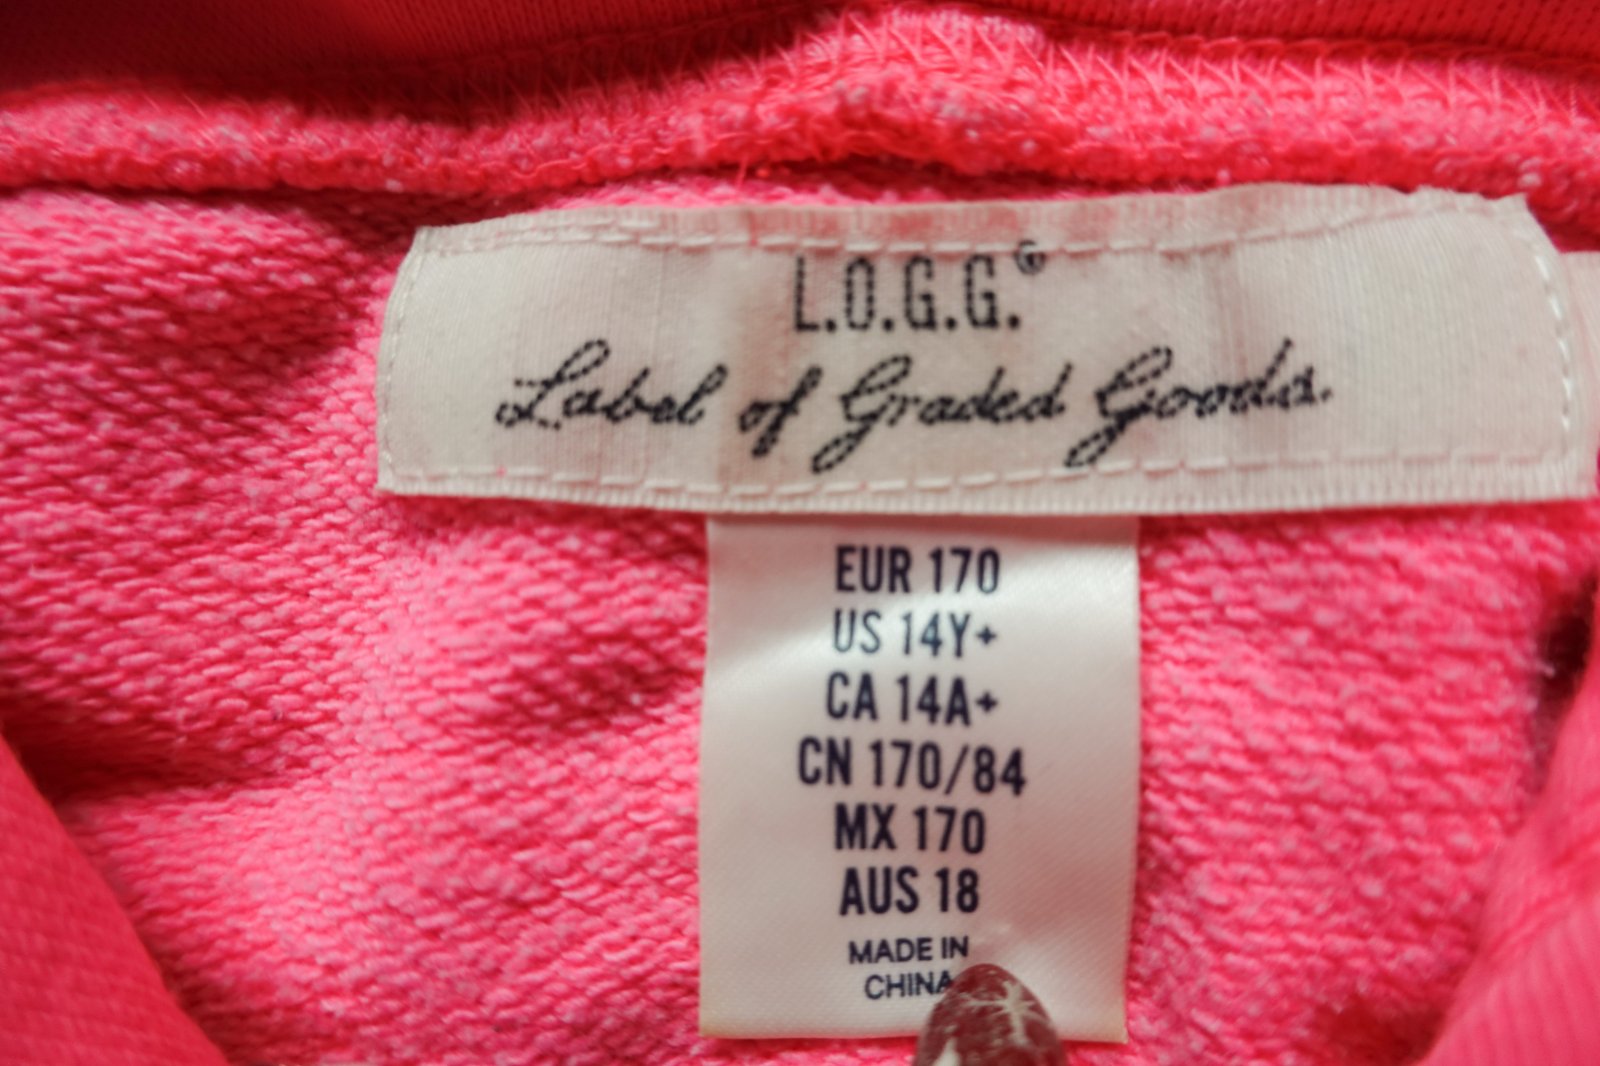 L.O.G.G.®
Label of Graded Goods.
EUR 170
US 14Y+
CA 14A+
CN 170/84
MX 170
AUS 18
MADE IN
CHINA